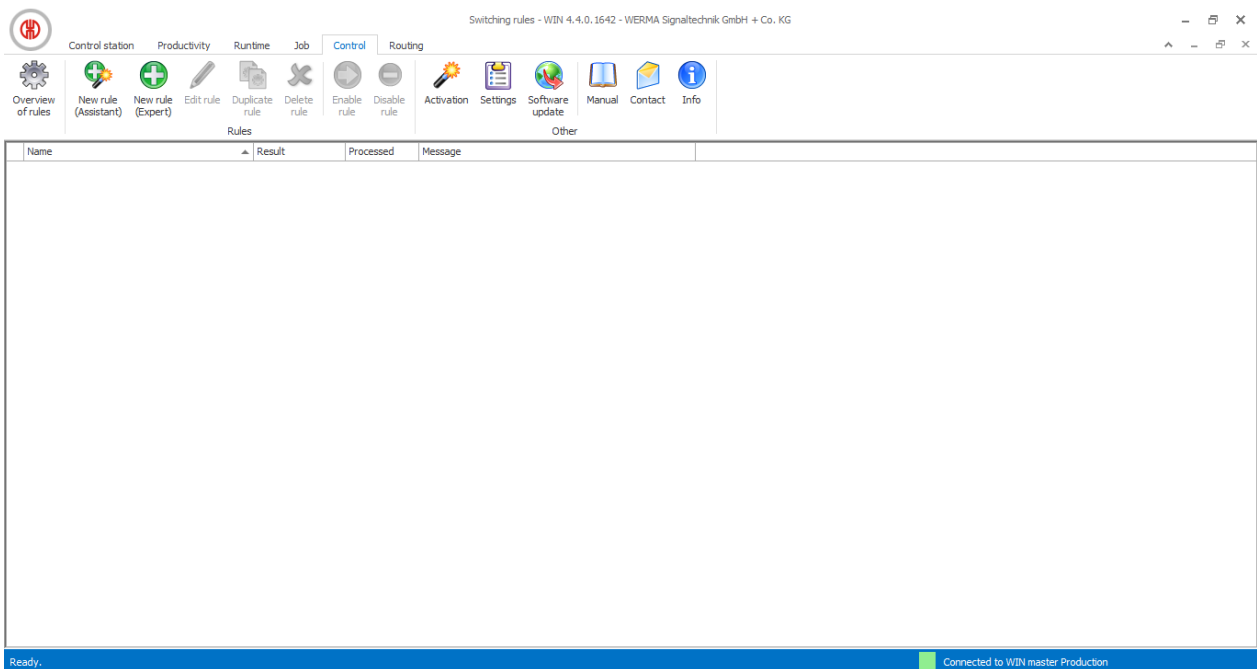 Switching rules - WIN 4.4.0.1642 - WERMA Signaltechnik GmbH + Co. KG
Control station Productivity Runtime Job Control Routing
Overview of rules
New rule (Assistant)
New rule (Expert)
Edit rule
Duplicate rule
Delete rule
Enable rule
Disable rule
Activation
Settings
Software update
Manual
Contact
Info
Rules
Other
Name Result Processed Message
Ready.
Connected to WIN master Production